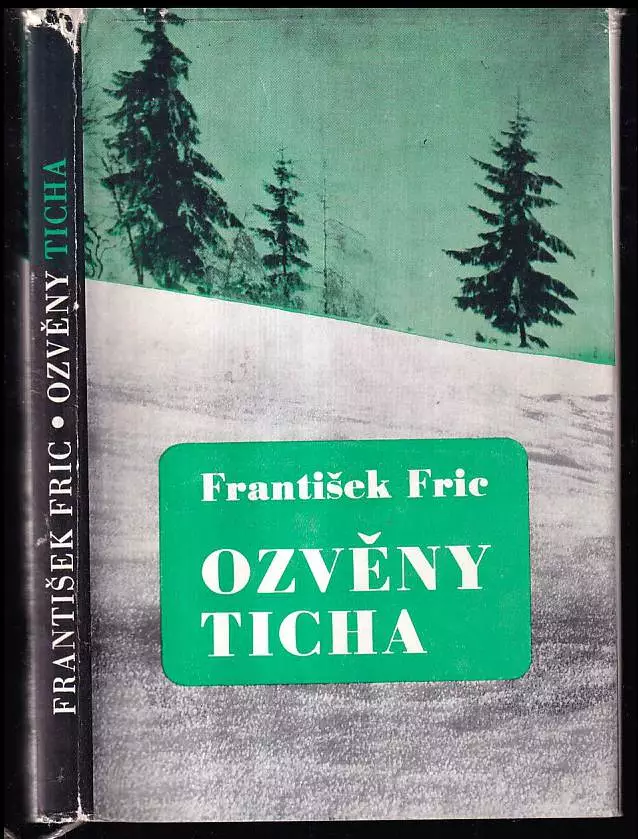 FRANTIŠEK FRIC • OZVĚNY TICHA
František Fric
OZVĚNY
TICHA